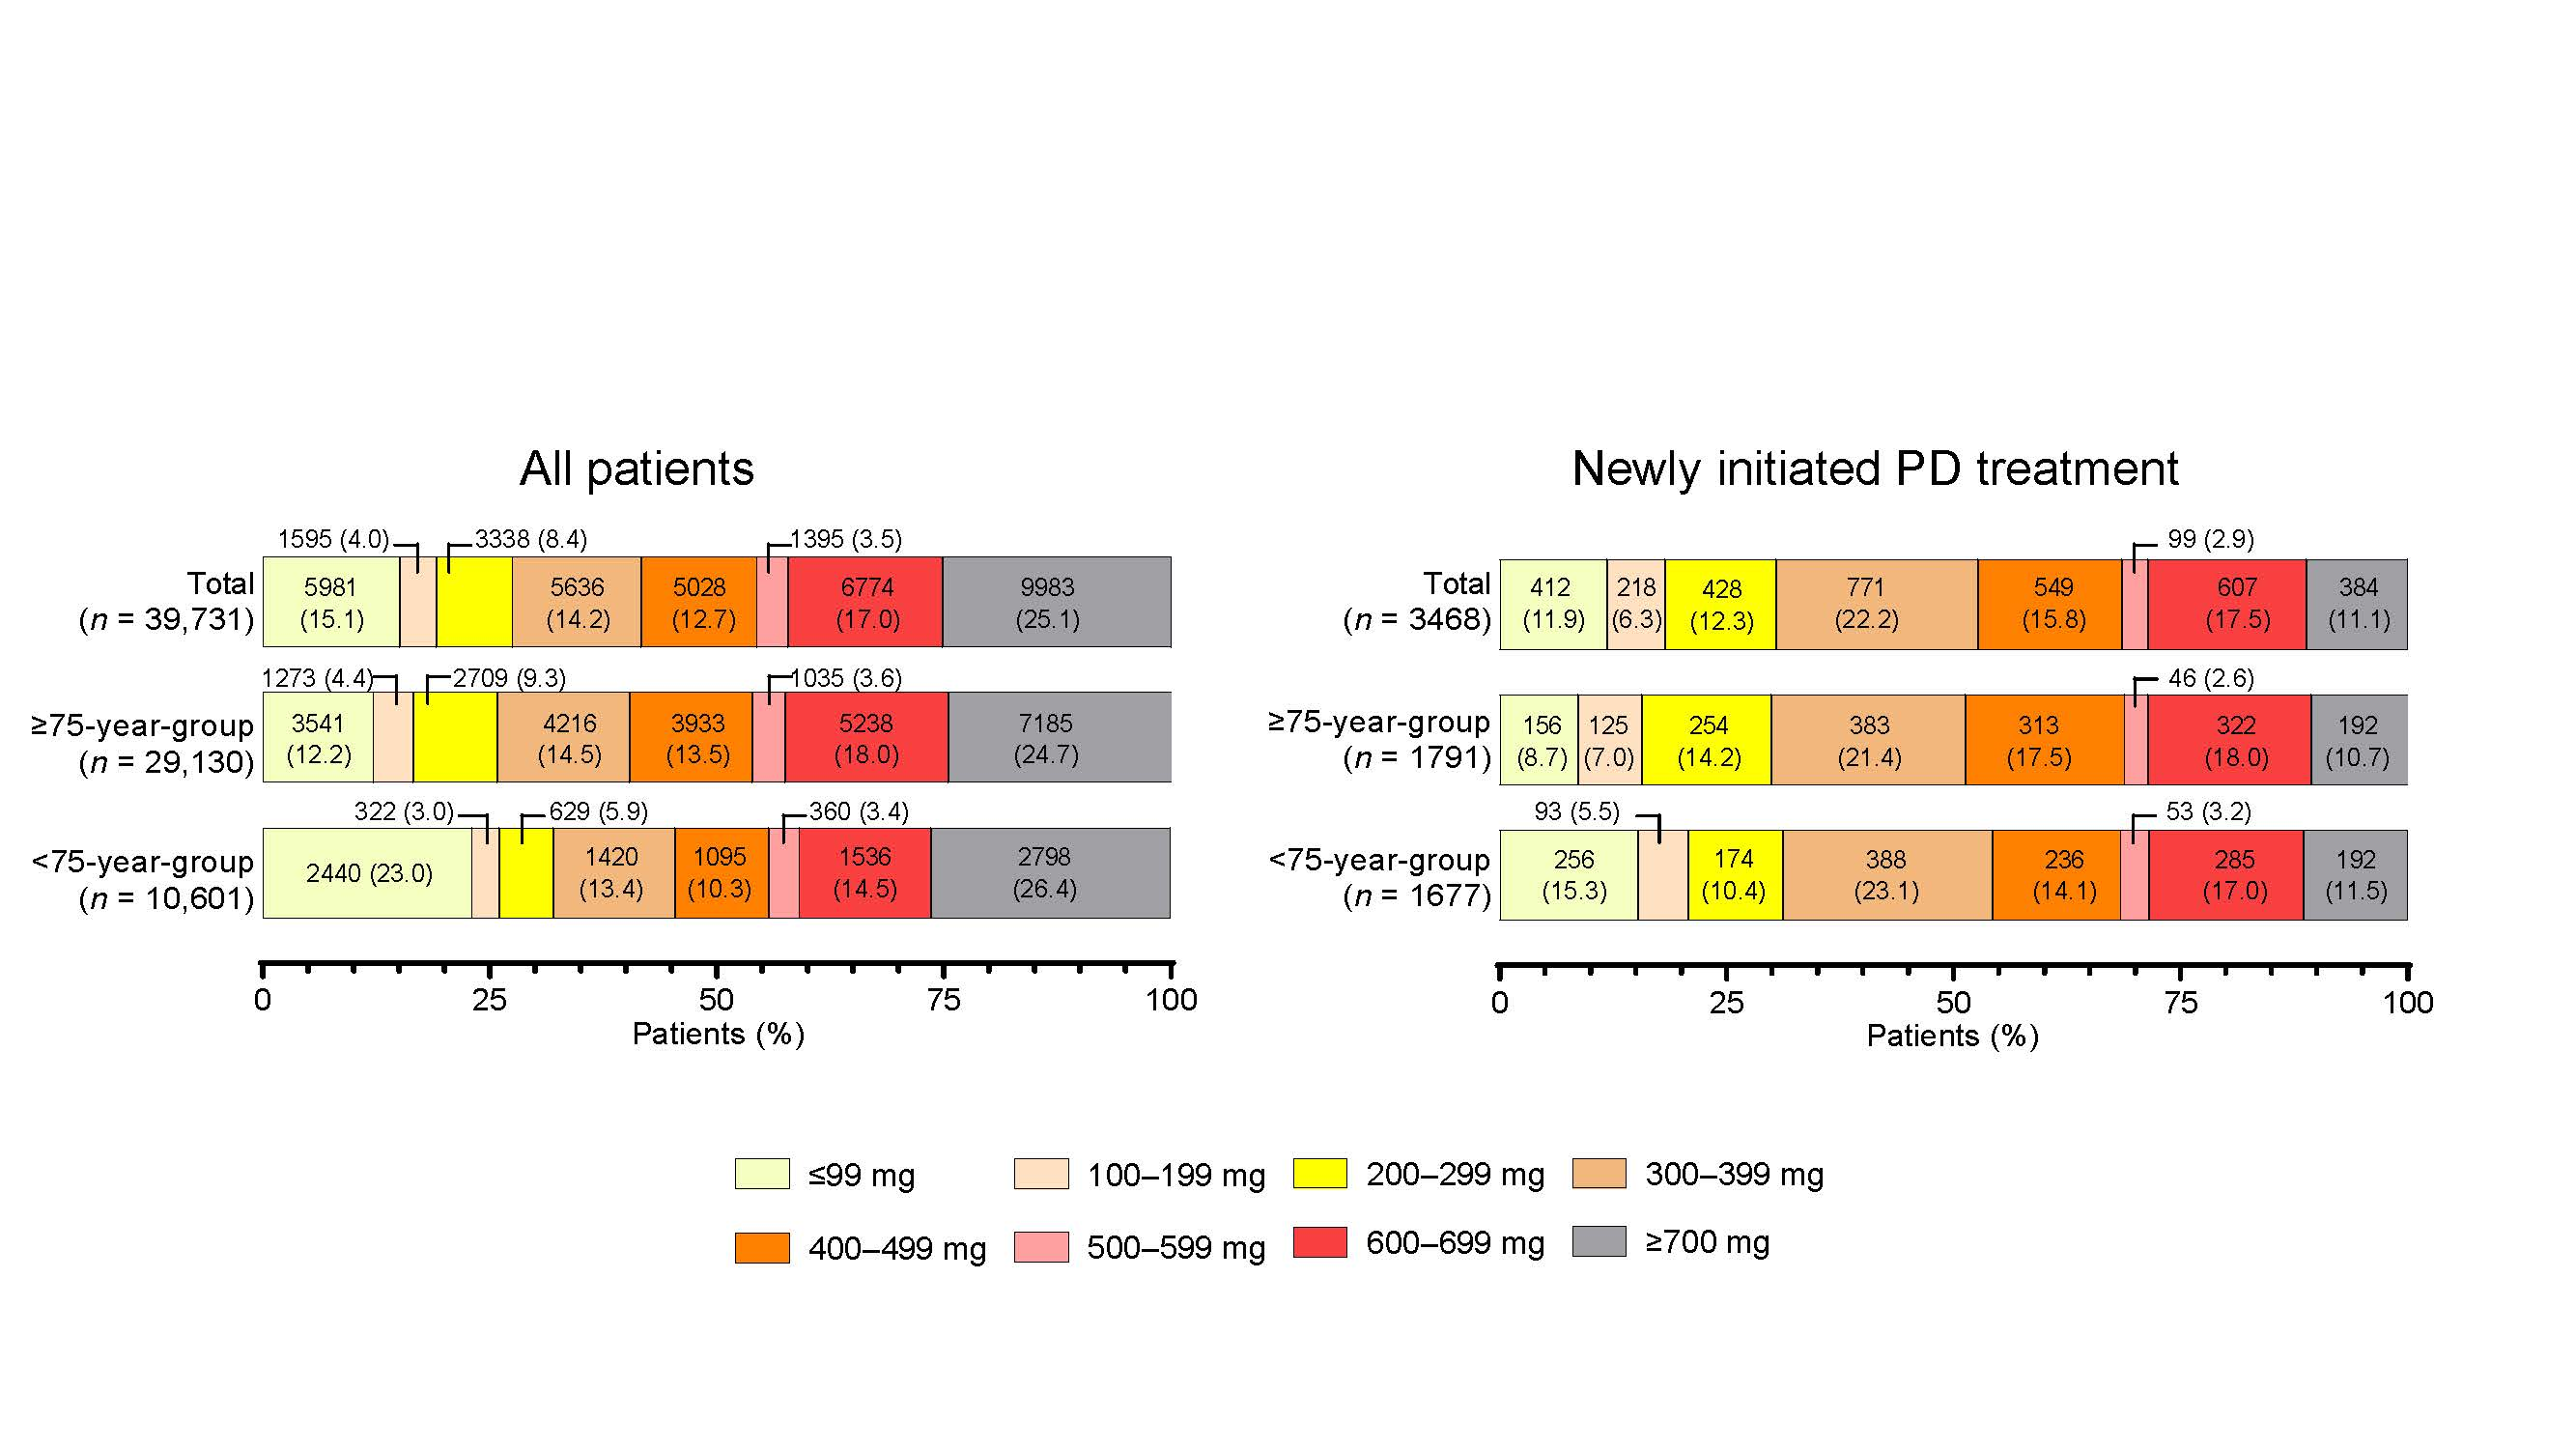 All patients
1595 (4.0) 3338 (8.4) 1395 (3.5)
Total
(n = 39,731)
5981 5636 5028 6774 9983
(15.1) (14.2) (12.7) (17.0) (25.1)
1273 (4.4) 2709 (9.3) 1035 (3.6)
≥75-year-group
(n = 29,130)
3541 4216 3933 5238 7185
(12.2) (14.5) (13.5) (18.0) (24.7)
322 (3.0) 629 (5.9) 360 (3.4)
<75-year-group
(n = 10,601)
2440 (23.0)
1420 1095 1536 2798
(13.4) (10.3) (14.5) (26.4)
0 25 50 75 100
Patients (%)
Newly initiated PD treatment
99 (2.9)
Total
(n = 3468)
412 218 428 771 549 607 384
(11.9) (6.3) (12.3) (22.2) (15.8) (17.5) (11.1)
46 (2.6)
≥75-year-group
(n = 1791)
156 125 254 383 313 322 192
(8.7) (7.0) (14.2) (21.4) (17.5) (18.0) (10.7)
93 (5.5) 53 (3.2)
<75-year-group
(n = 1677)
256 174 388 236 285 192
(15.3) (10.4) (23.1) (14.1) (17.0) (11.5)
0 25 50 75 100
Patients (%)
≤99 mg 100–199 mg 200–299 mg 300–399 mg
400–499 mg 500–599 mg 600–699 mg ≥700 mg